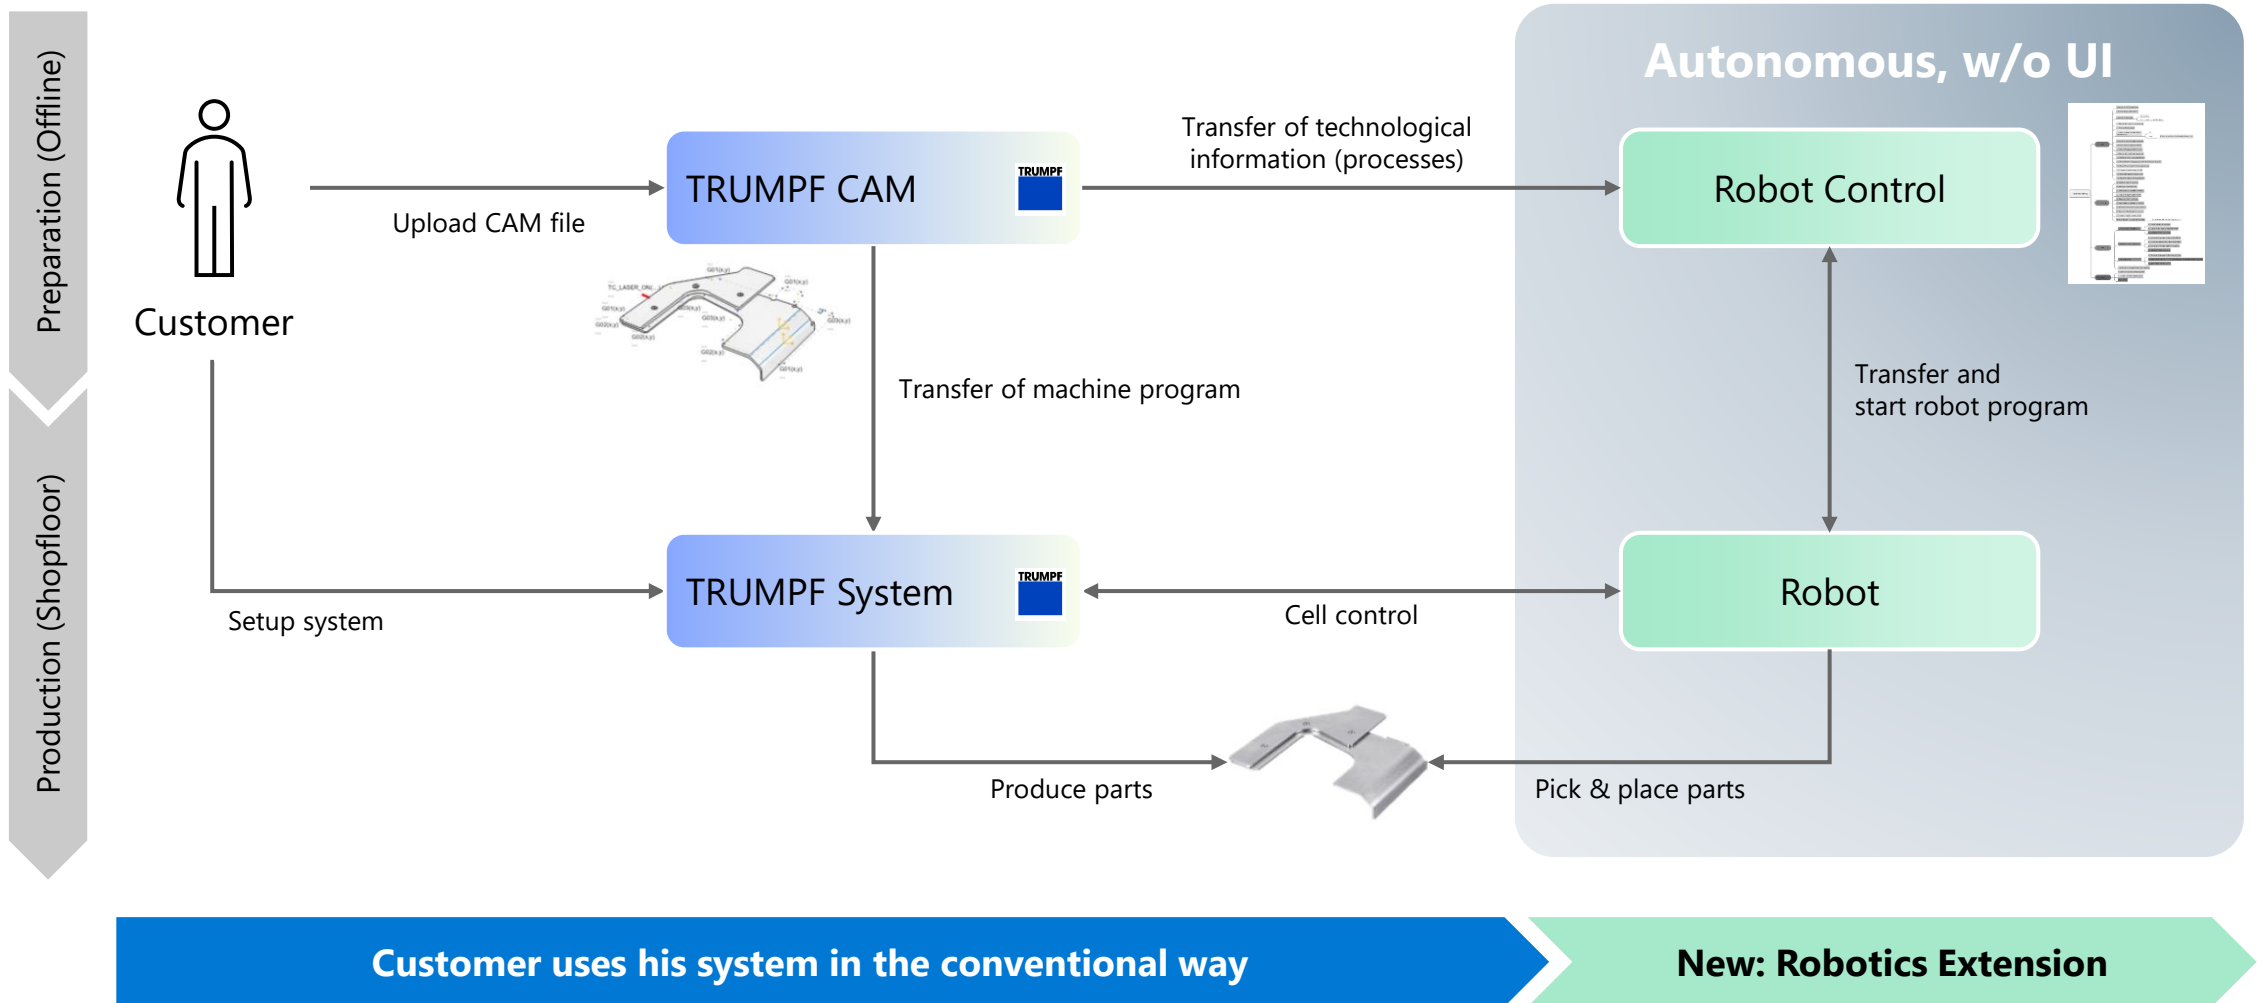 Preparation (Offline)
Production (Shopfloor)
Autonomous, w/o UI
Customer
Upload CAM file
TRUMPF CAM
TRUMPF
Transfer of technological
information (processes)
Robot Control
Transfer of machine program
Transfer and
start robot program
Setup system
TRUMPF System
TRUMPF
Cell control
Robot
Produce parts
Pick & place parts
Customer uses his system in the conventional way
New: Robotics Extension